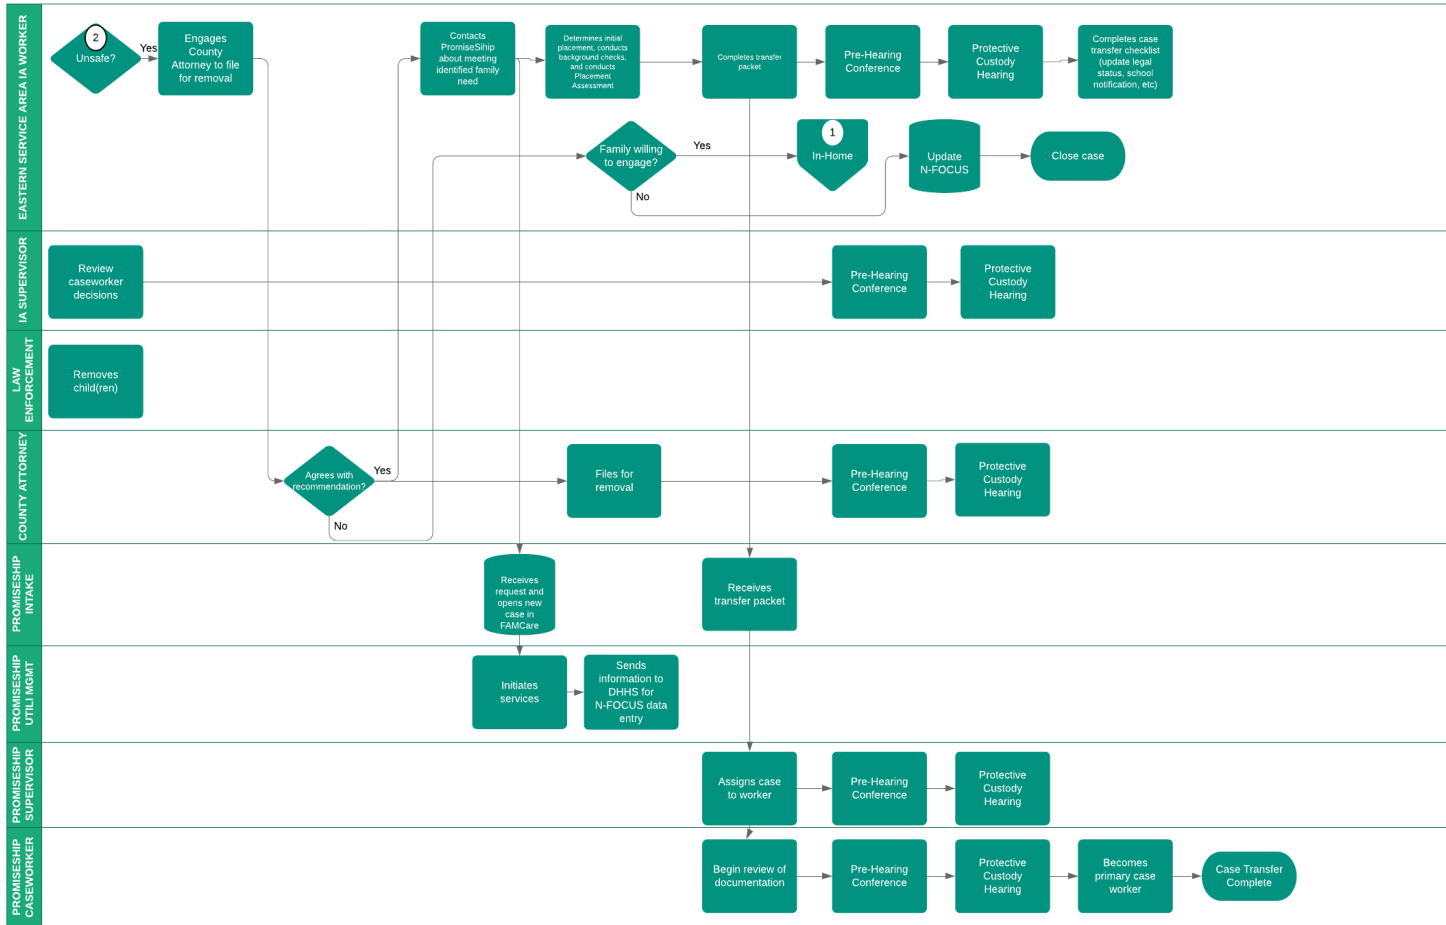 EASTERN SERVICE AREA IA WORKER
2
Unsafe?
Yes
Engages
County
Attorney to file
for removal
Contacts
PromiseSihip
about meeting
identified family
need
Determines initial
placement, conducts
background checks,
and conducts
Placement
Assessment
Completes transfer
packet
Pre-Hearing
Conference
Protective
Custody
Hearing
Completes case
transfer checklist
(update legal
status, school
notification, etc)
Family willing
to engage?
Yes
No
1
In-Home
Update
N-FOCUS
Close case
IA SUPERVISOR
Review
caseworker
decisions
Pre-Hearing
Conference
Protective
Custody
Hearing
LAW
ENFORCEMENT
Removes
child(ren)
COUNTY ATTORNEY
Agrees with
recommendation?
Yes
No
Files for
removal
Pre-Hearing
Conference
Protective
Custody
Hearing
PROMISESHIP
INTAKE
Receives
request and
opens new
case in
FAMCare
Receives
transfer packet
PROMISESHIP
UTILI MGMT
Initiates
services
Sends
information to
DHHS for
N-FOCUS data
entry
PROMISESHIP
SUPERVISOR
Assigns case
to worker
Pre-Hearing
Conference
Protective
Custody
Hearing
PROMISESHIP
CASEWORKER
Begin review of
documentation
Pre-Hearing
Conference
Protective
Custody
Hearing
Becomes
primary case
worker
Case Transfer
Complete